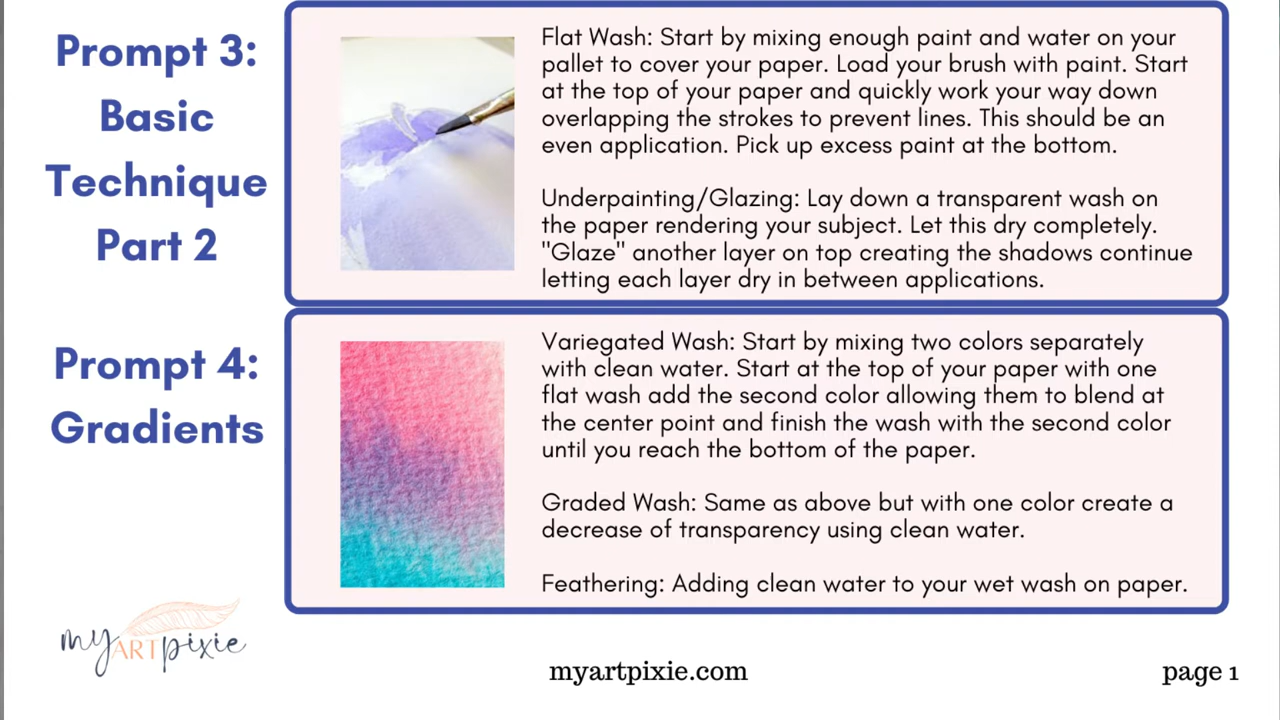 Prompt 3:
Basic
Technique
Part 2
Flat Wash: Start by mixing enough paint and water on your
pallet to cover your paper. Load your brush with paint. Start
at the top of your paper and quickly work your way down
overlapping the strokes to prevent lines. This should be an
even application. Pick up excess paint at the bottom.
Underpainting/Glazing: Lay down a transparent wash on
the paper rendering your subject. Let this dry completely.
"Glaze" another layer on top creating the shadows continue
letting each layer dry in between applications.
Prompt 4:
Gradients
Variegated Wash: Start by mixing two colors separately
with clean water. Start at the top of your paper with one
flat wash add the second color allowing them to blend at
the center point and finish the wash with the second color
until you reach the bottom of the paper.
Graded Wash: Same as above but with one color create a
decrease of transparency using clean water.
Feathering: Adding clean water to your wet wash on paper.
my ART pixie
myartpixie.com
page 1